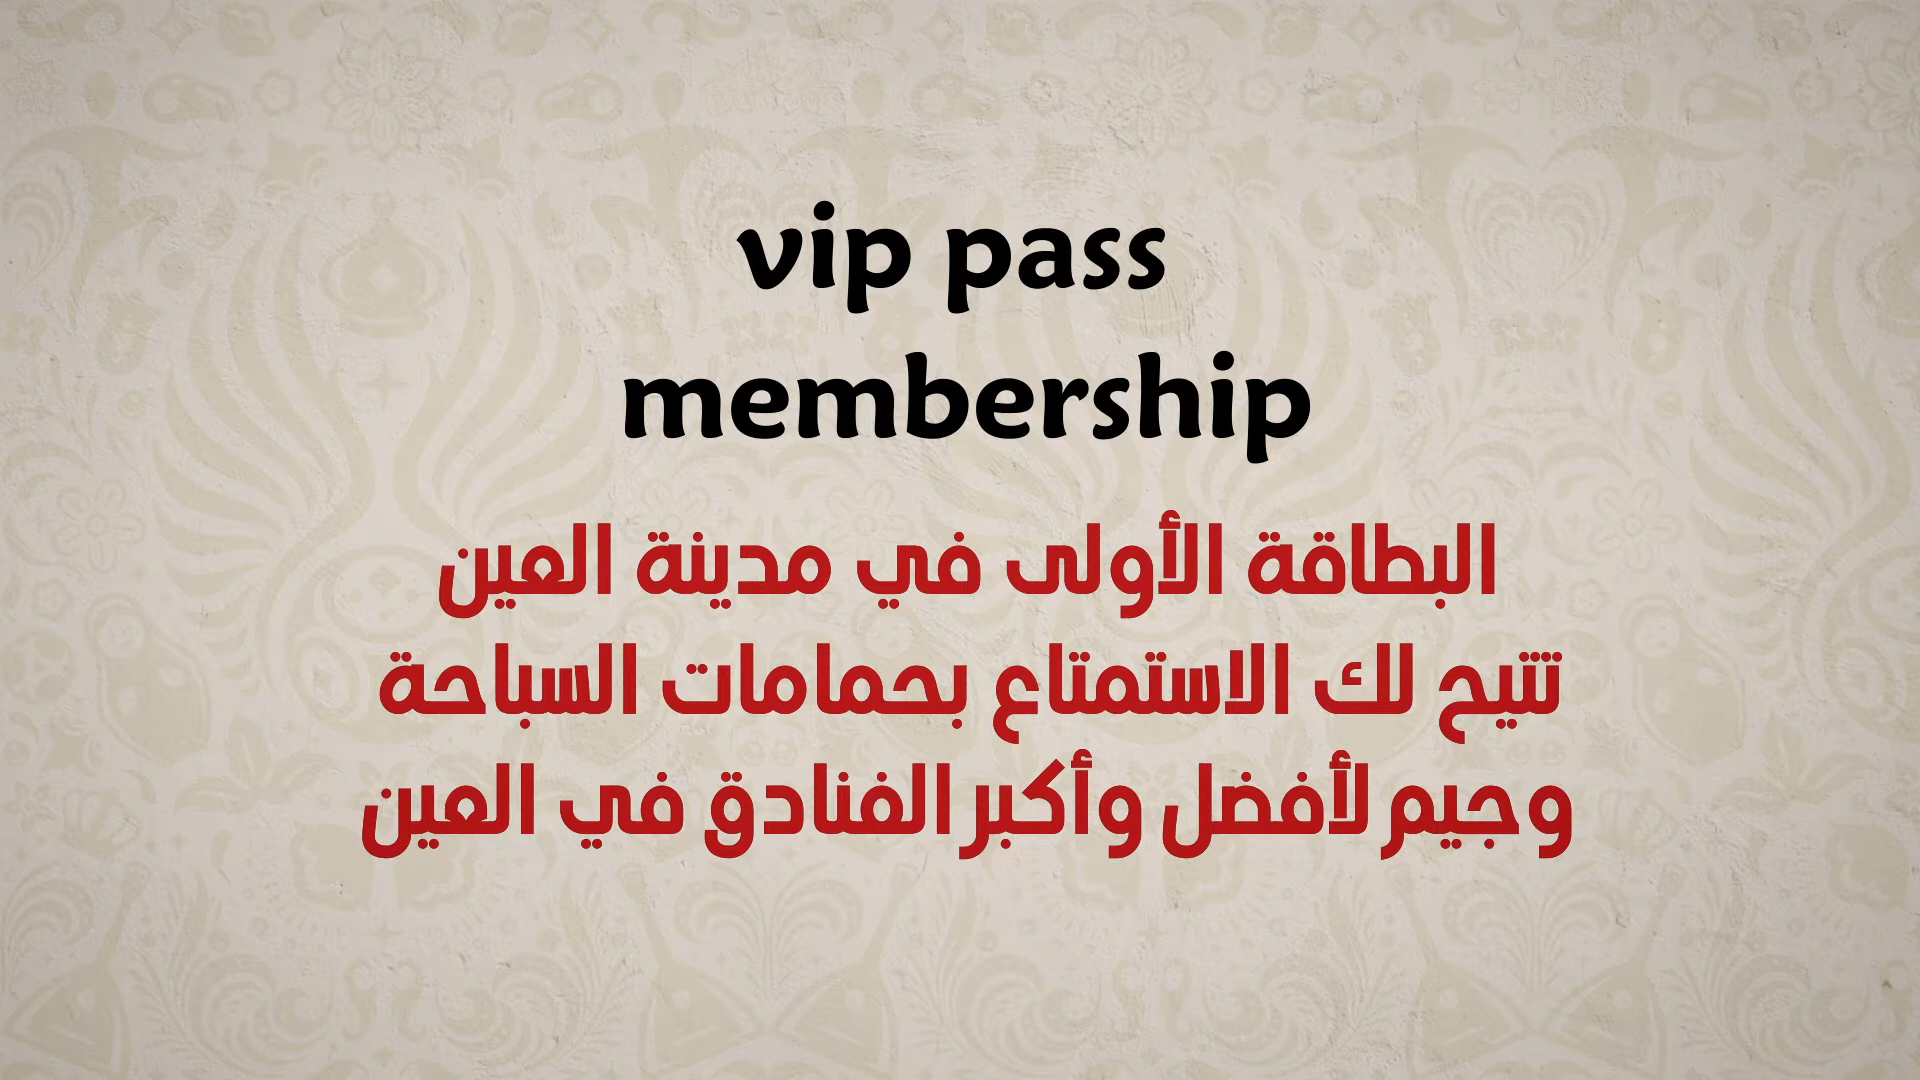 vip pass
membership
البطاقة الأولى في مدينة العين
تتيح لك الاستمتاع بحمامات السباحة
وجيم لأفضل وأكبر الفنادق في العين